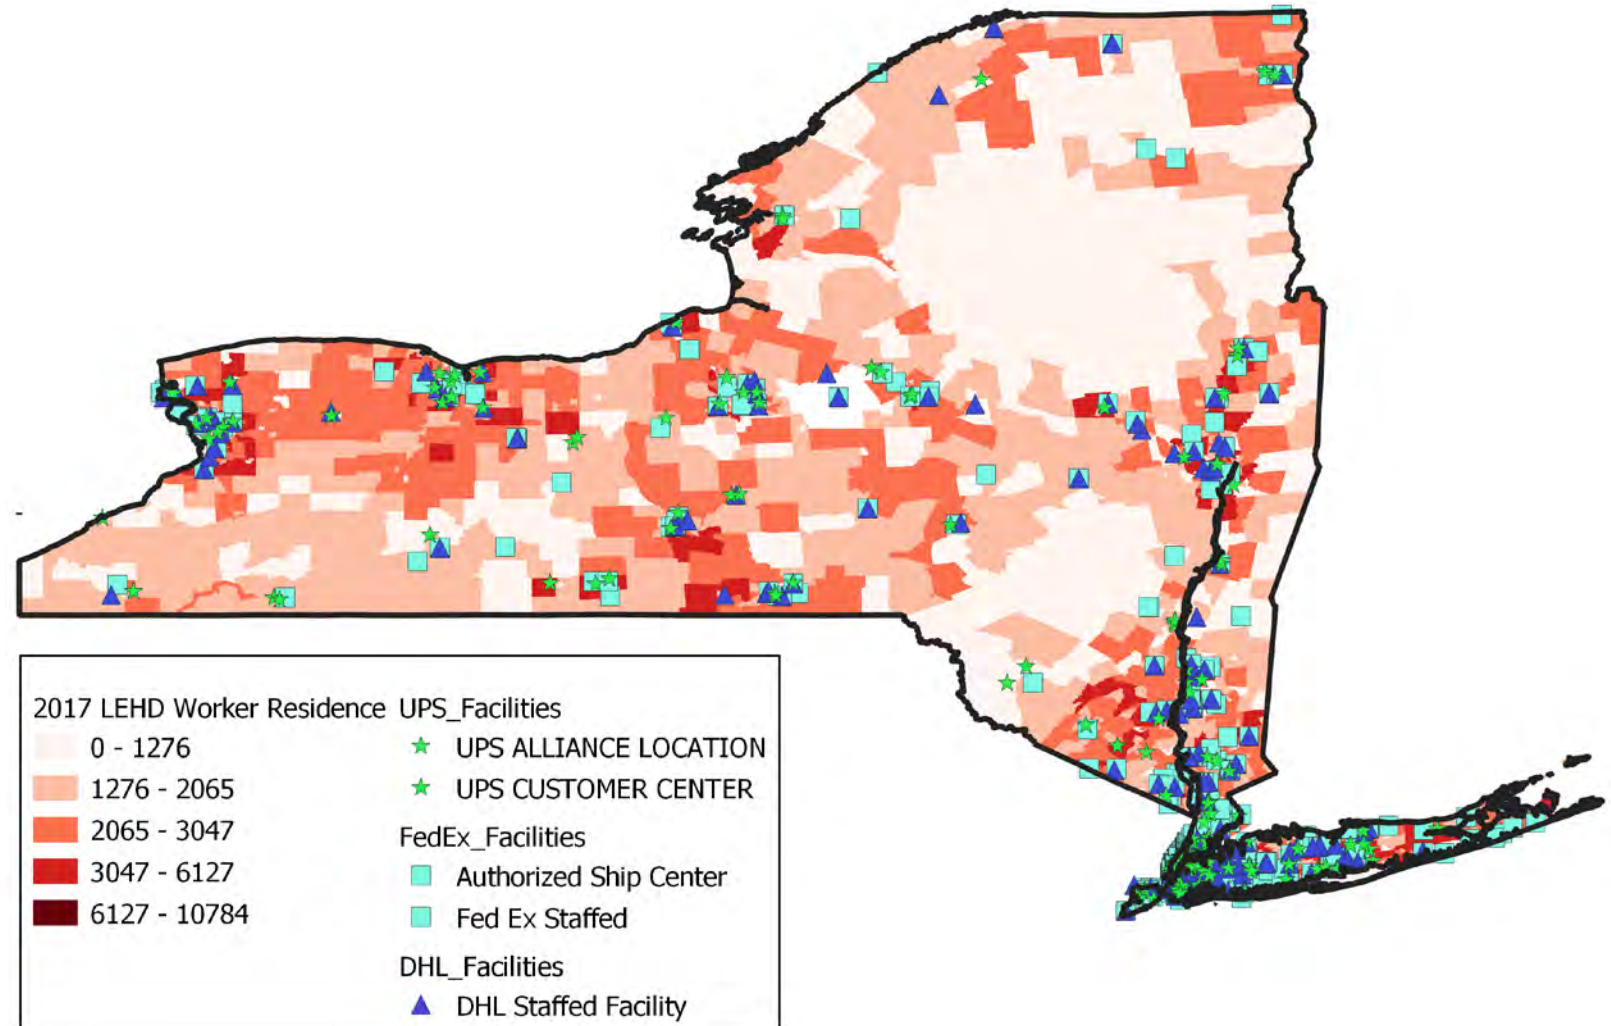 2017 LEHD Worker Residence
0 - 1276
1276 - 2065
2065 - 3047
3047 - 6127
6127 - 10784
UPS_Facilities
UPS ALLIANCE LOCATION
UPS CUSTOMER CENTER
FedEx_Facilities
Authorized Ship Center
Fed Ex Staffed
DHL_Facilities
DHL Staffed Facility